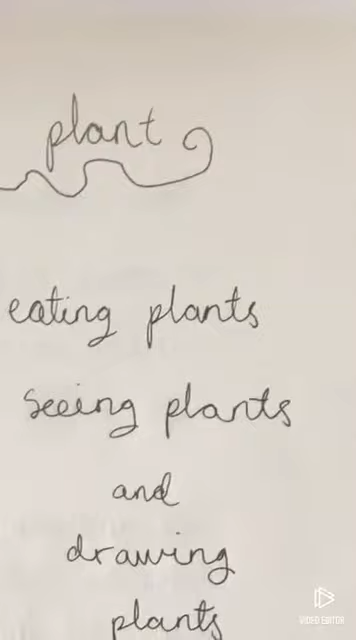 plant
eating plants
seeing plants
and
drawing
plants
VIDEO EDITOR